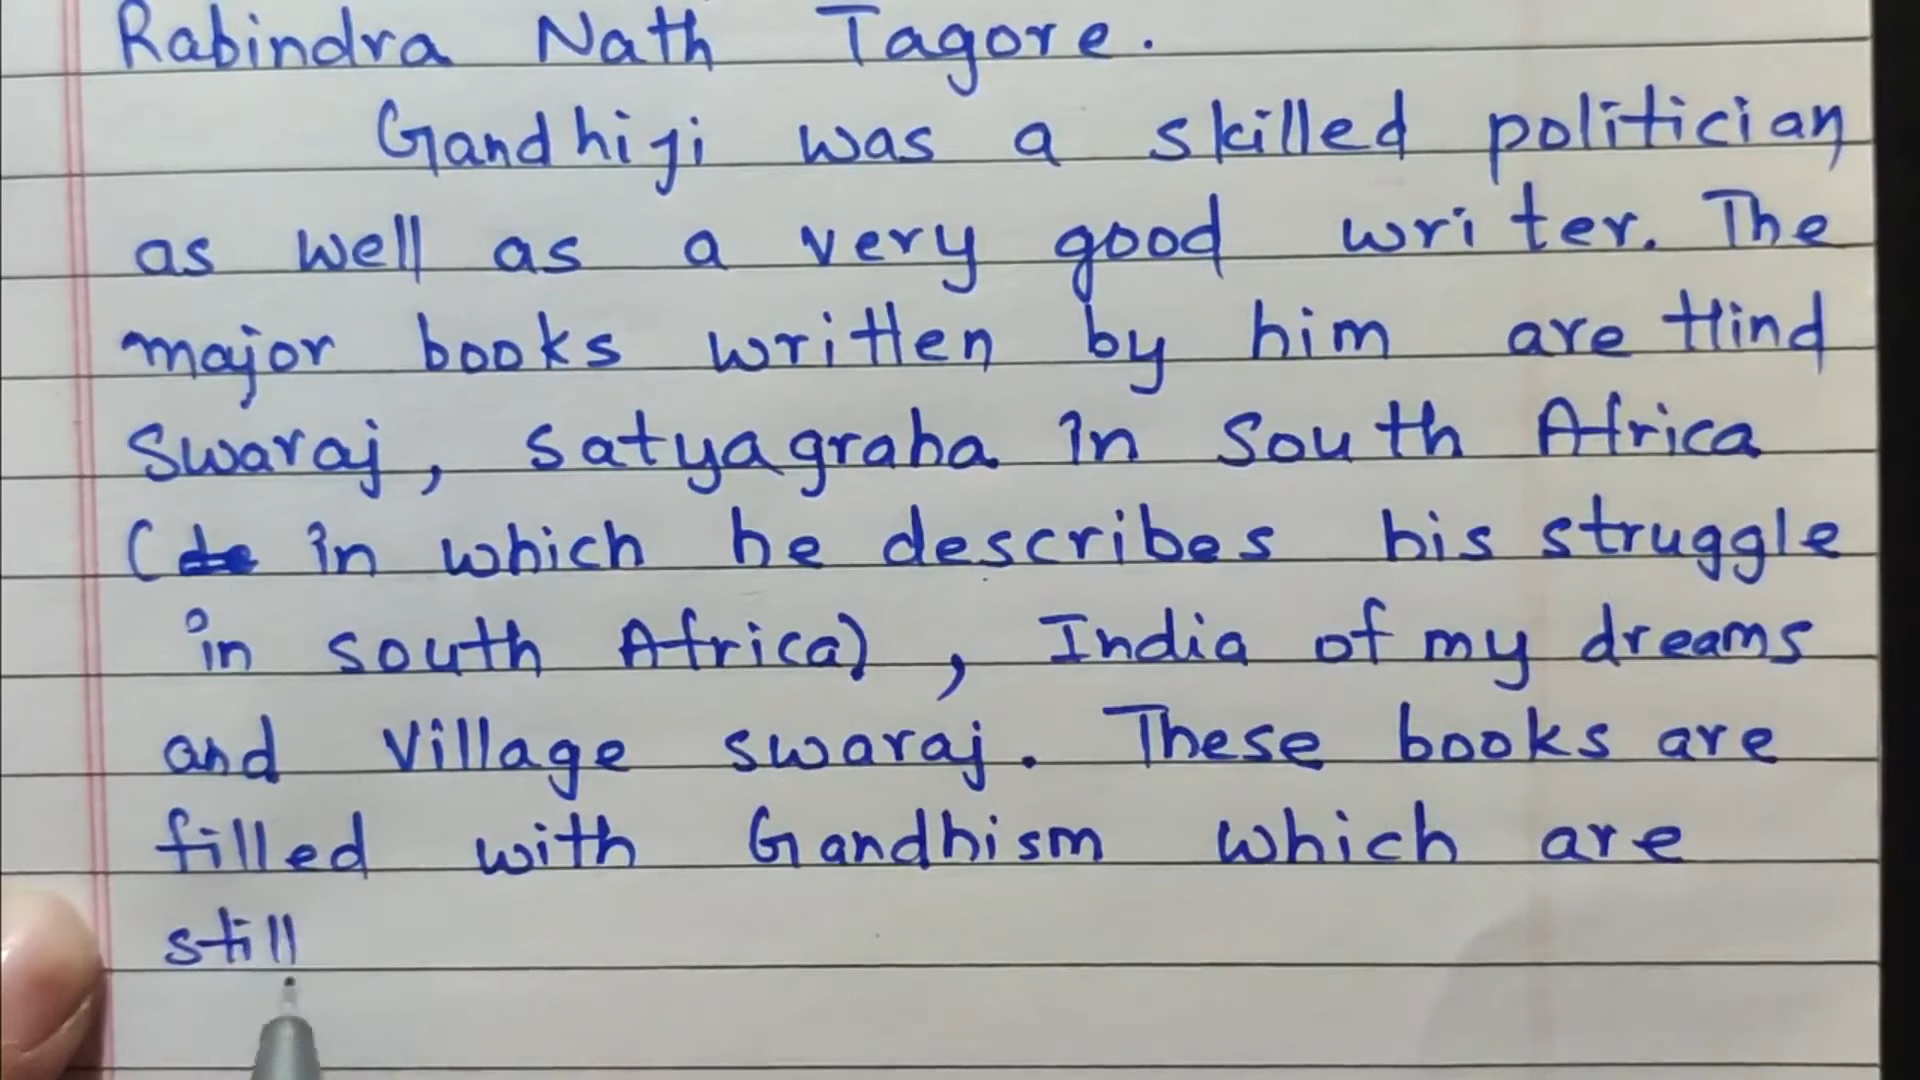 Rabindra Nath Tagore.
Gandhiji was a skilled politician
as well as a very good writer. The
major books written by him are Hind
Swaraj, satyagraha in South Africa
( in which he describes his struggle
in south Africa) , India of my dreams
and Village swaraj. These books are
filled with Gandhism which are
still